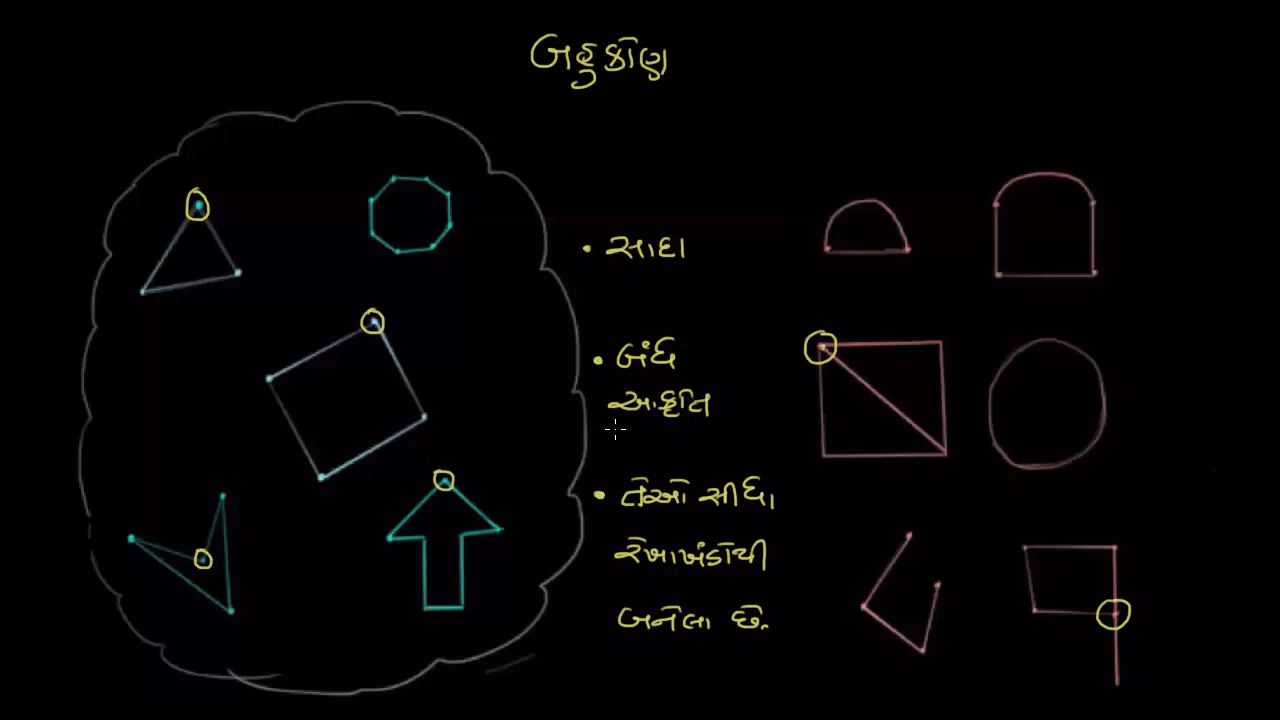 બહુકોણ
• સાદા
• બંધ
આકૃતિ
• તેઓ સીધા
રેખાખંડોથી
બનેલા છે.